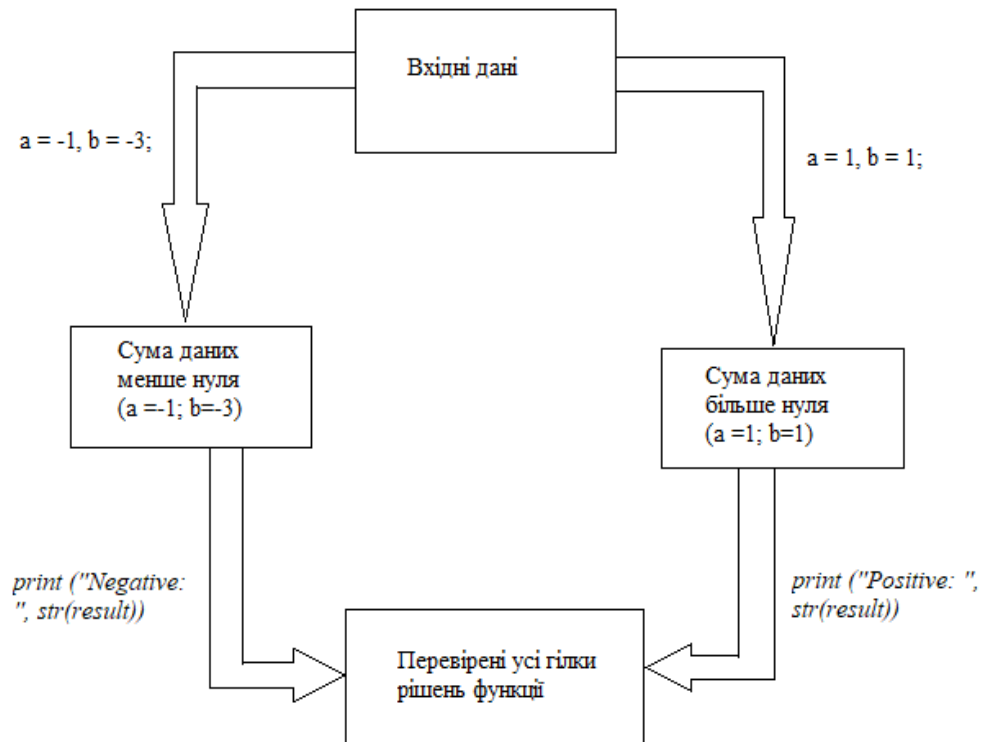 Вхідні дані
a = -1, b = -3;
a = 1, b = 1;
Сума даних
менше нуля
(a =-1; b=-3)
Сума даних
більше нуля
(a =1; b=1)
print ("Negative:
", str(result))
print ("Positive: ",
str(result))
Перевірені усі гілки
рішень функції